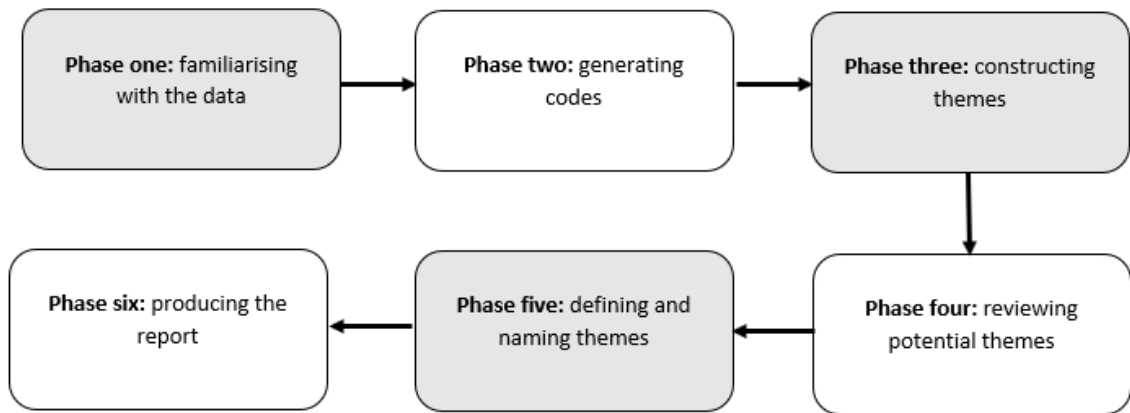 Phase one: familiarising
with the data
Phase two: generating
codes
Phase three: constructing
themes
Phase four: reviewing
potential themes
Phase five: defining and
naming themes
Phase six: producing the
report